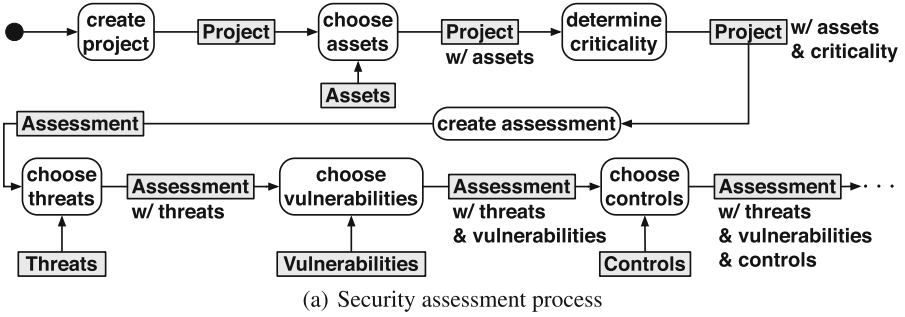 create
project
Project
choose
assets
Project
w/ assets
determine
criticality
Project
w/ assets
& criticality
Assets
Assessment
create assessment
choose
threats
Assessment
w/ threats
choose
vulnerabilities
Assessment
w/ threats
& vulnerabilities
choose
controls
Assessment
w/ threats
& vulnerabilities
& controls
. . .
Threats
Vulnerabilities
Controls
(a) Security assessment process